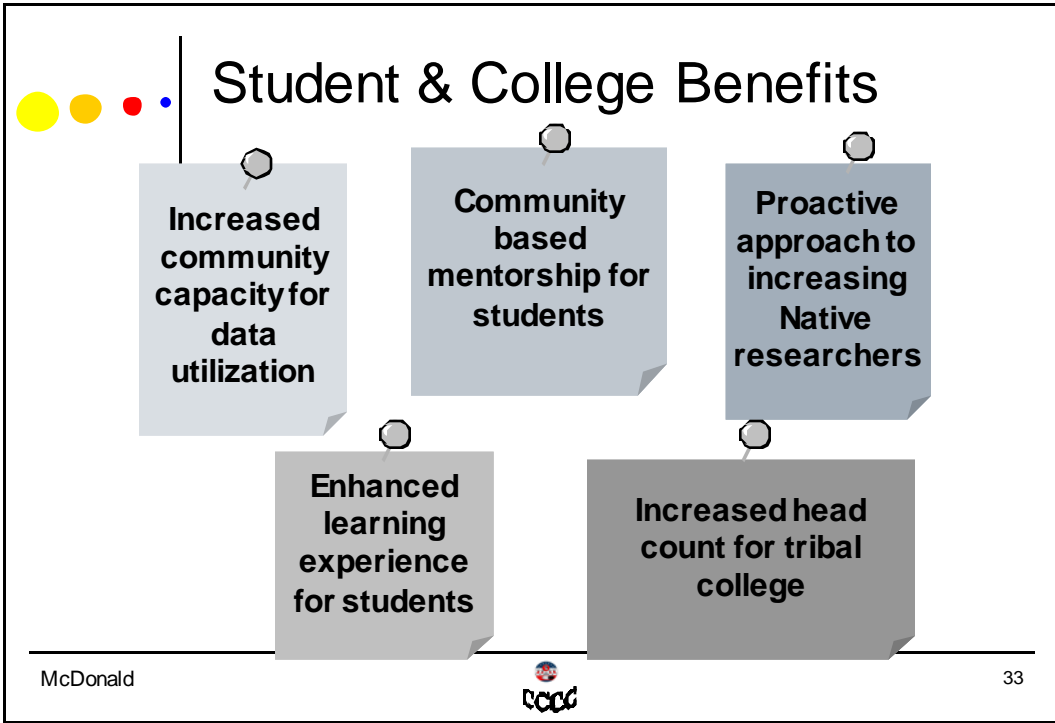 Student & College Benefits
Increased
community
capacity for
data
utilization
Community
based
mentorship for
students
Proactive
approach to
increasing
Native
researchers
Enhanced
learning
experience
for students
Increased head
count for tribal
college
McDonald
CCCC
33